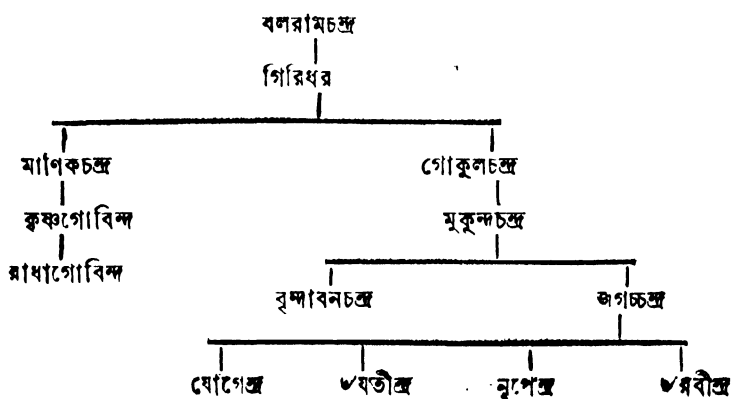 বলরামচন্দ্র
গিরিধর
মাণিকচন্দ্র গোকুলচন্দ্র
কৃষ্ণগোবিন্দ মুকুন্দচন্দ্র
রাধাগোবিন্দ
বৃন্দাবনচন্দ্র জগচ্চন্দ্র
যোগেন্দ্র ৺যতীন্দ্র নৃপেন্দ্র ৺রবীন্দ্র